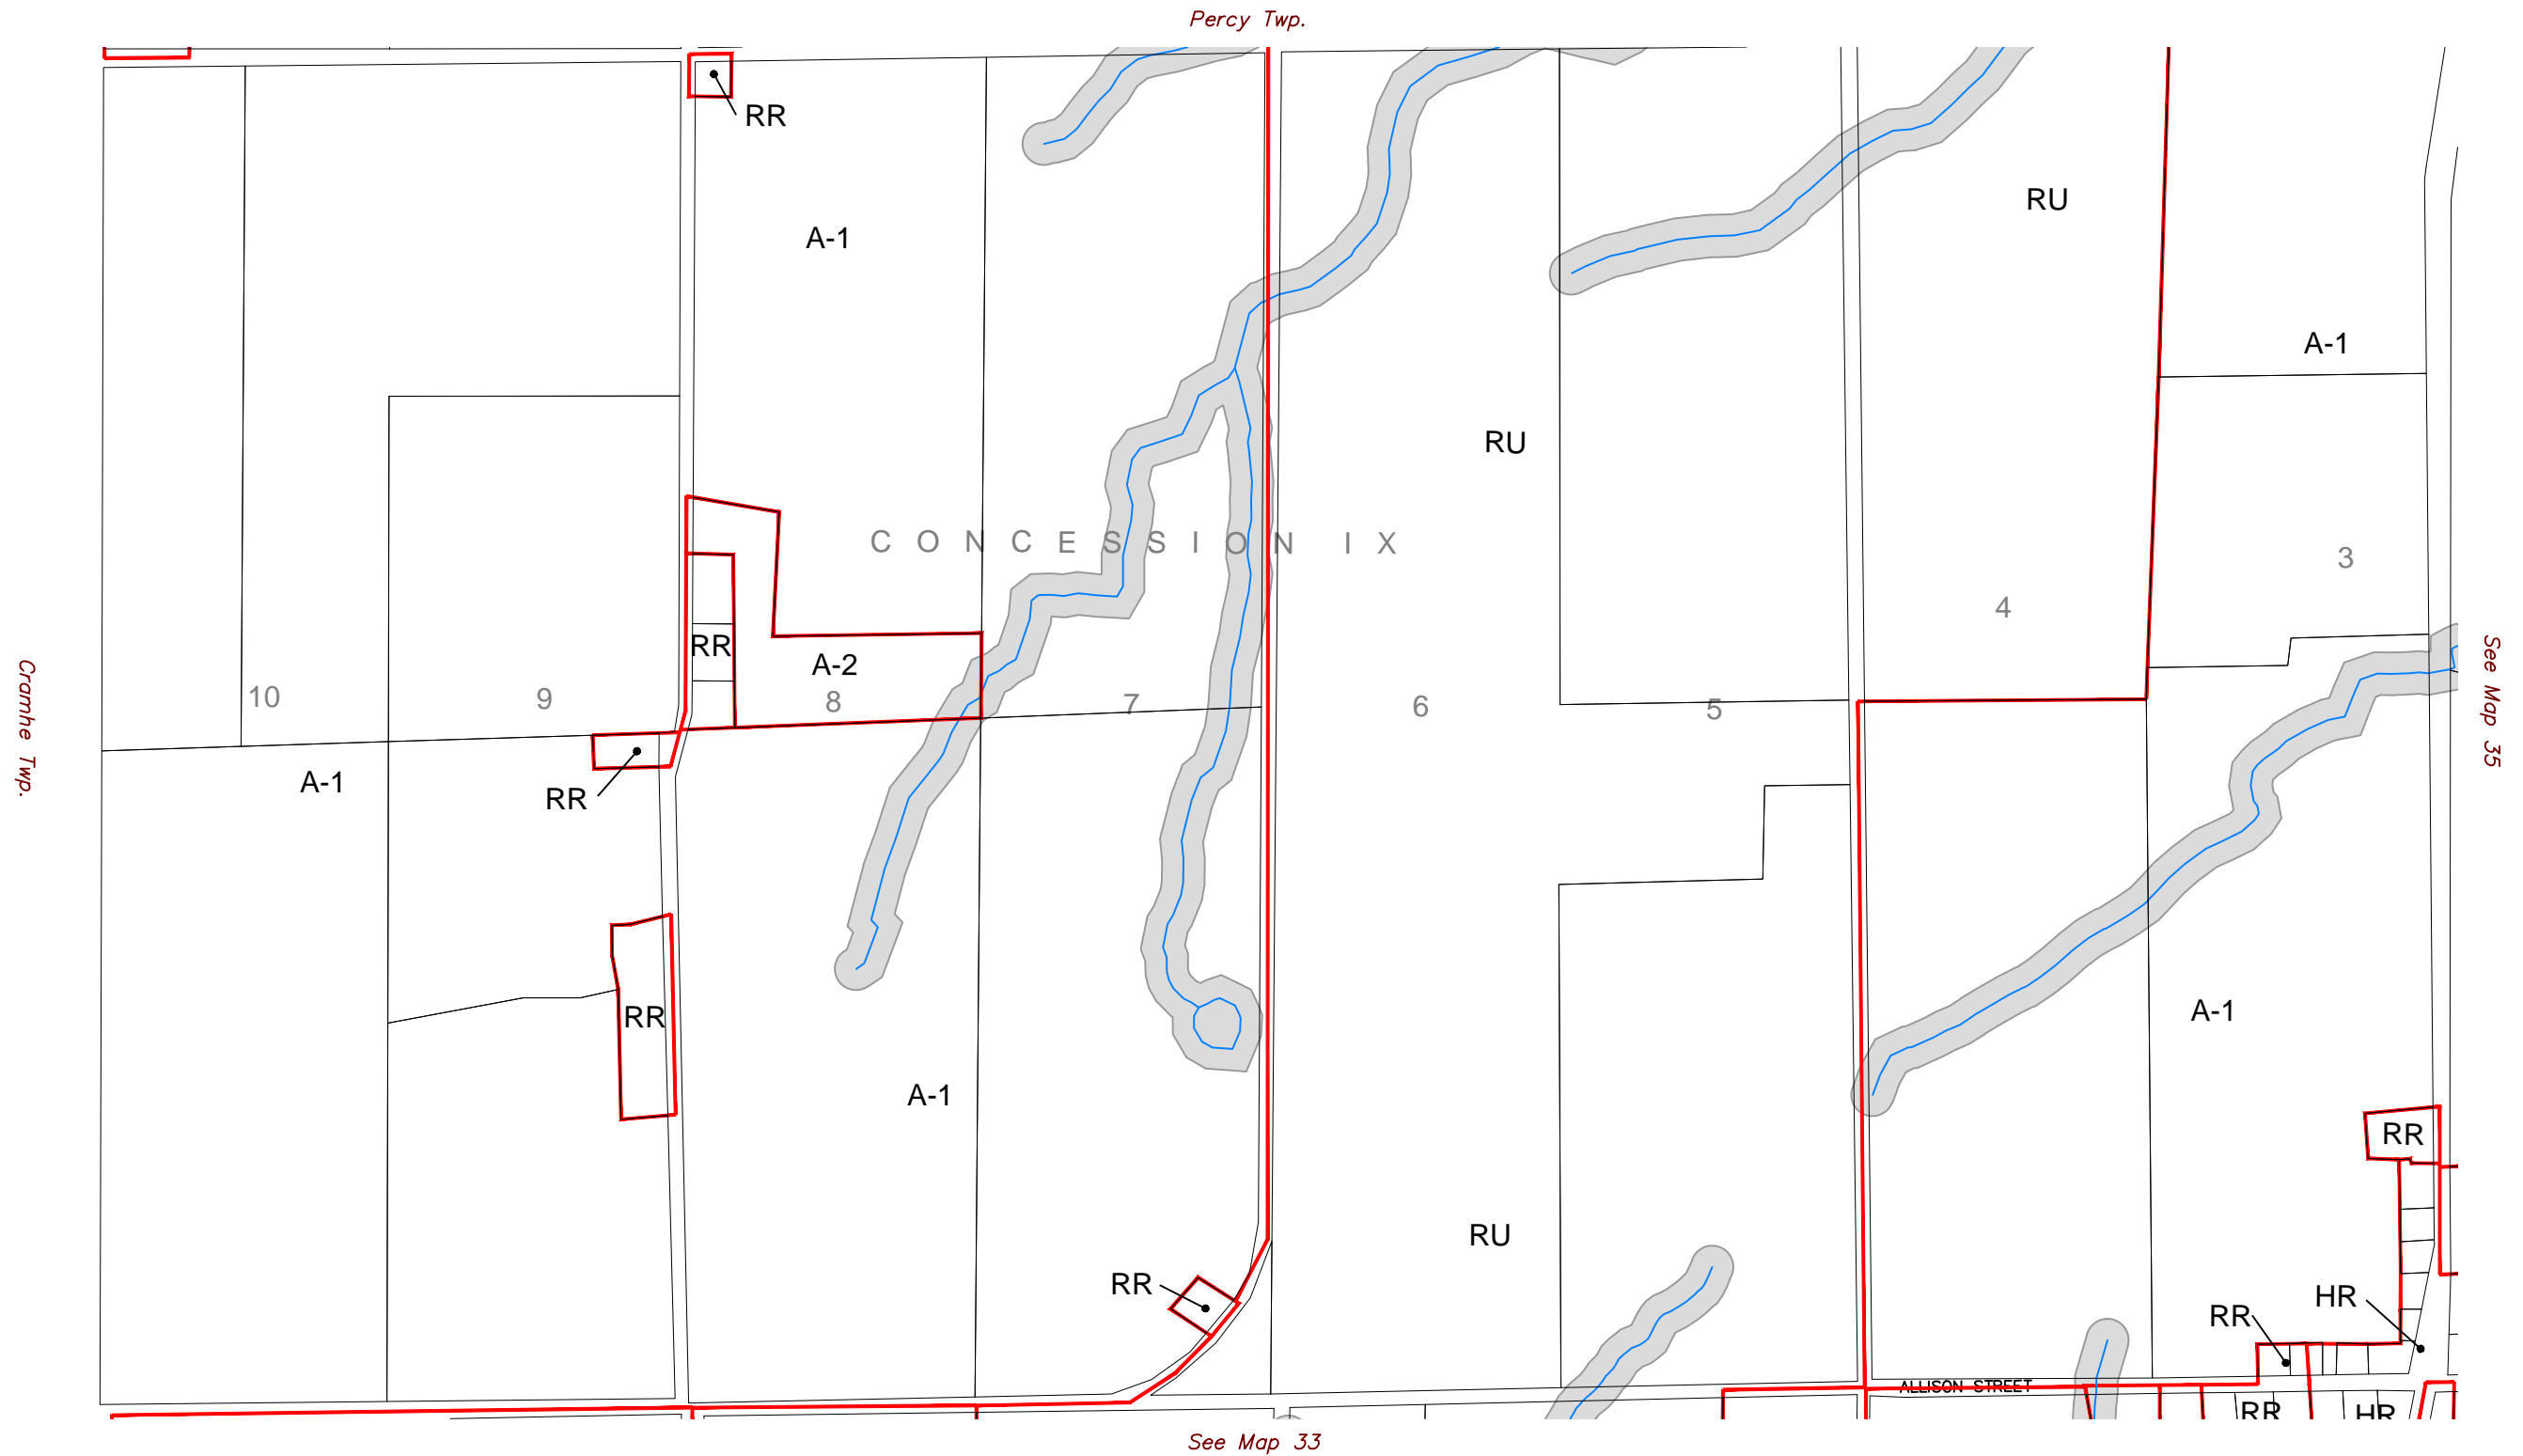 Percy Twp.
RR
RU
A-1
A-1
RU
CONCESSION IX
3
4
RR
A-2
Cramhe Twp.
See Map 35
10
9
8
7
6
5
A-1
RR
A-1
RR
A-1
RR
RU
RR
HR
RR
ALLISON STREET
RR
HR
See Map 33